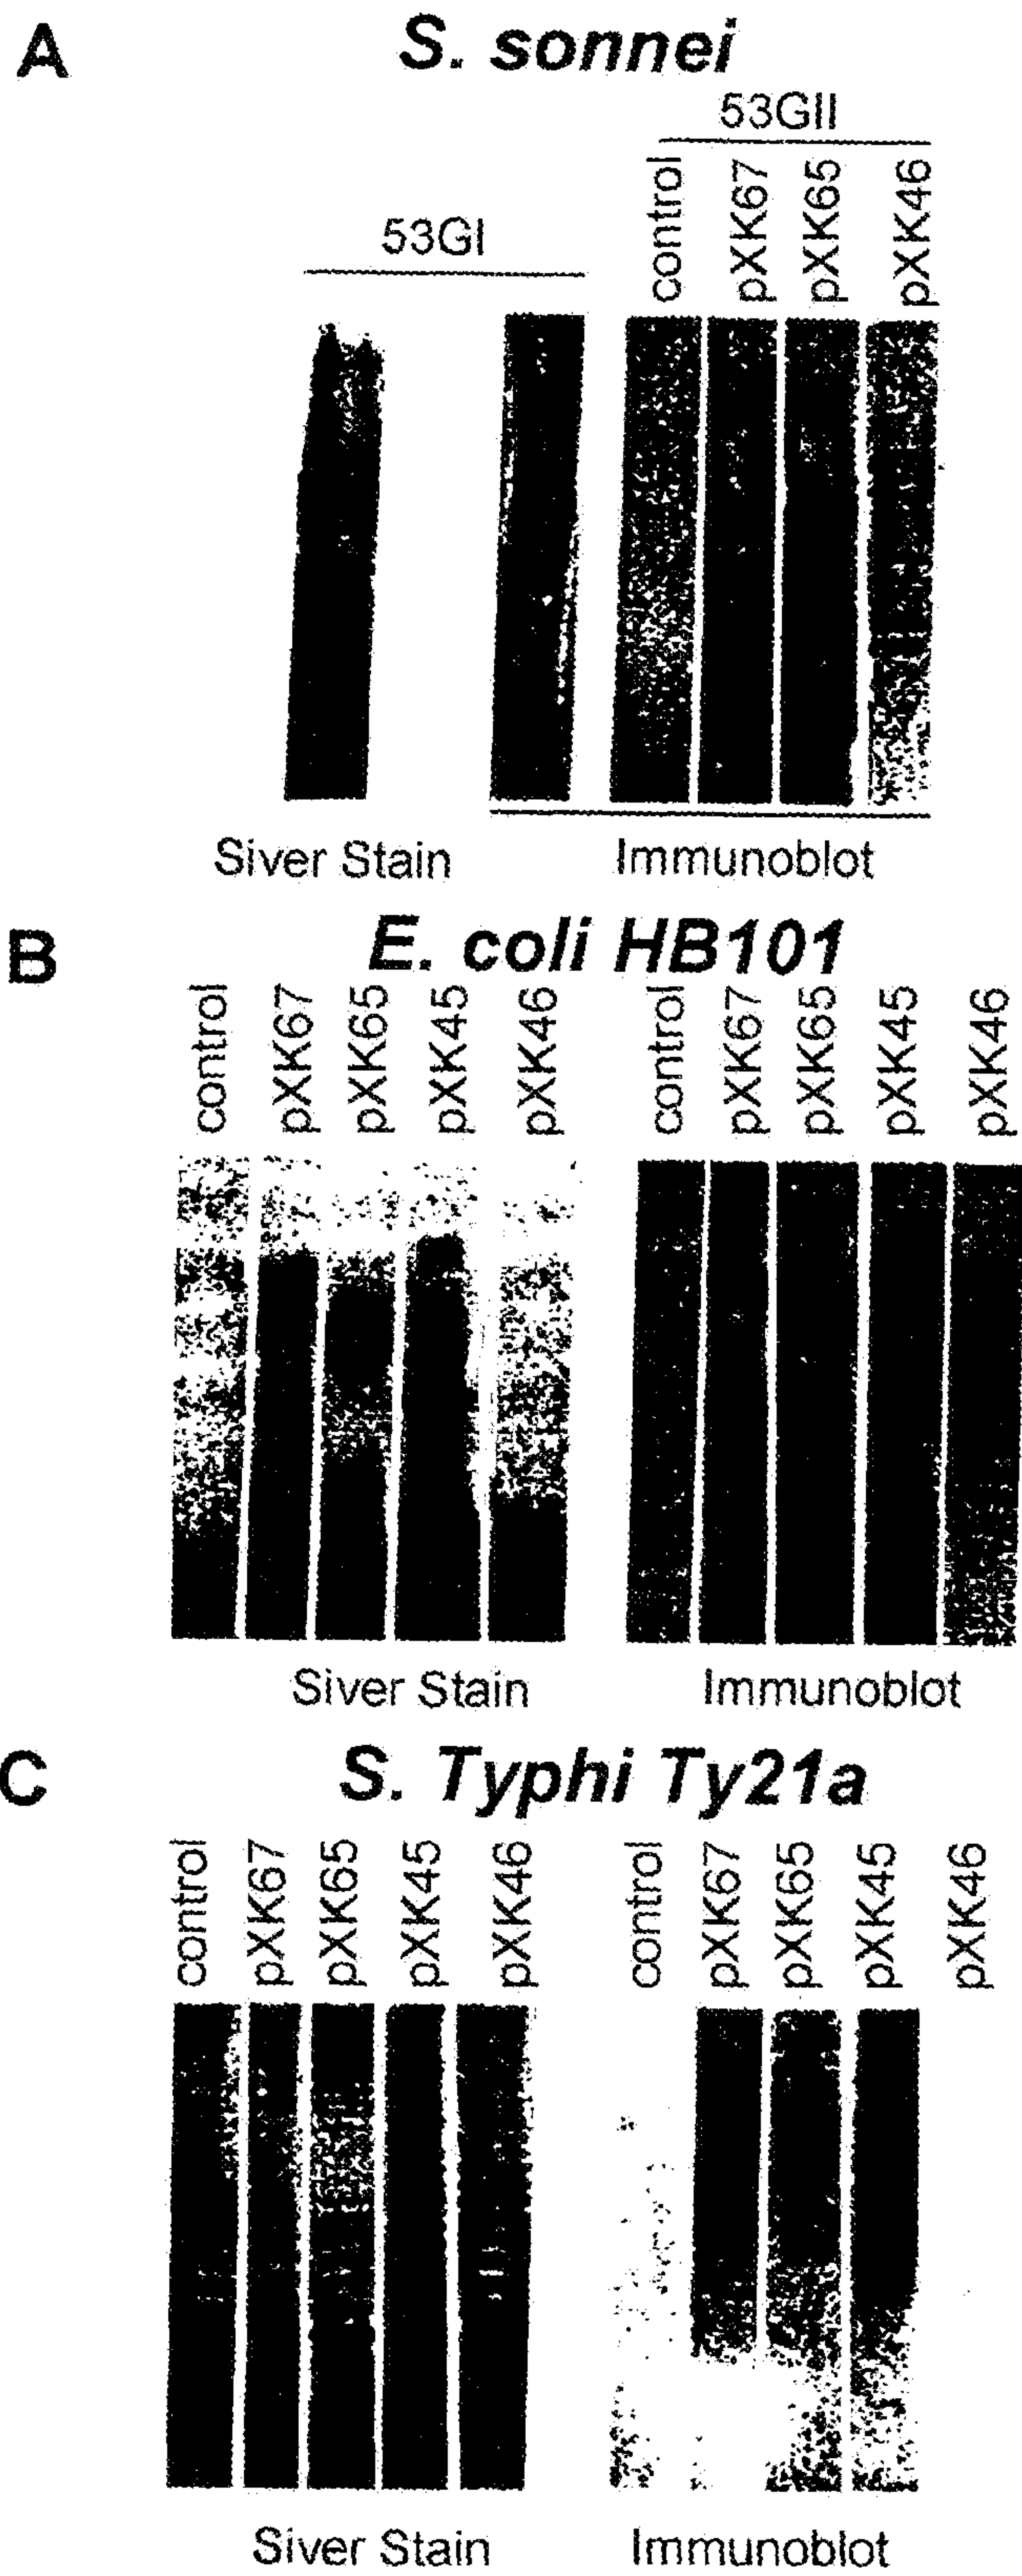 A
S. sonnei
53GII
53GI
control pXK67 pXK65 pXK46
Siver Stain Immunoblot
B
E. coli HB101
control pXK67 pXK65 pXK45 pXK46 control pXK67 pXK65 pXK45 pXK46
Siver Stain Immunoblot
C
S. Typhi Ty21a
control pXK67 pXK65 pXK45 pXK46 control pXK67 pXK65 pXK45 pXK46
Siver Stain Immunoblot